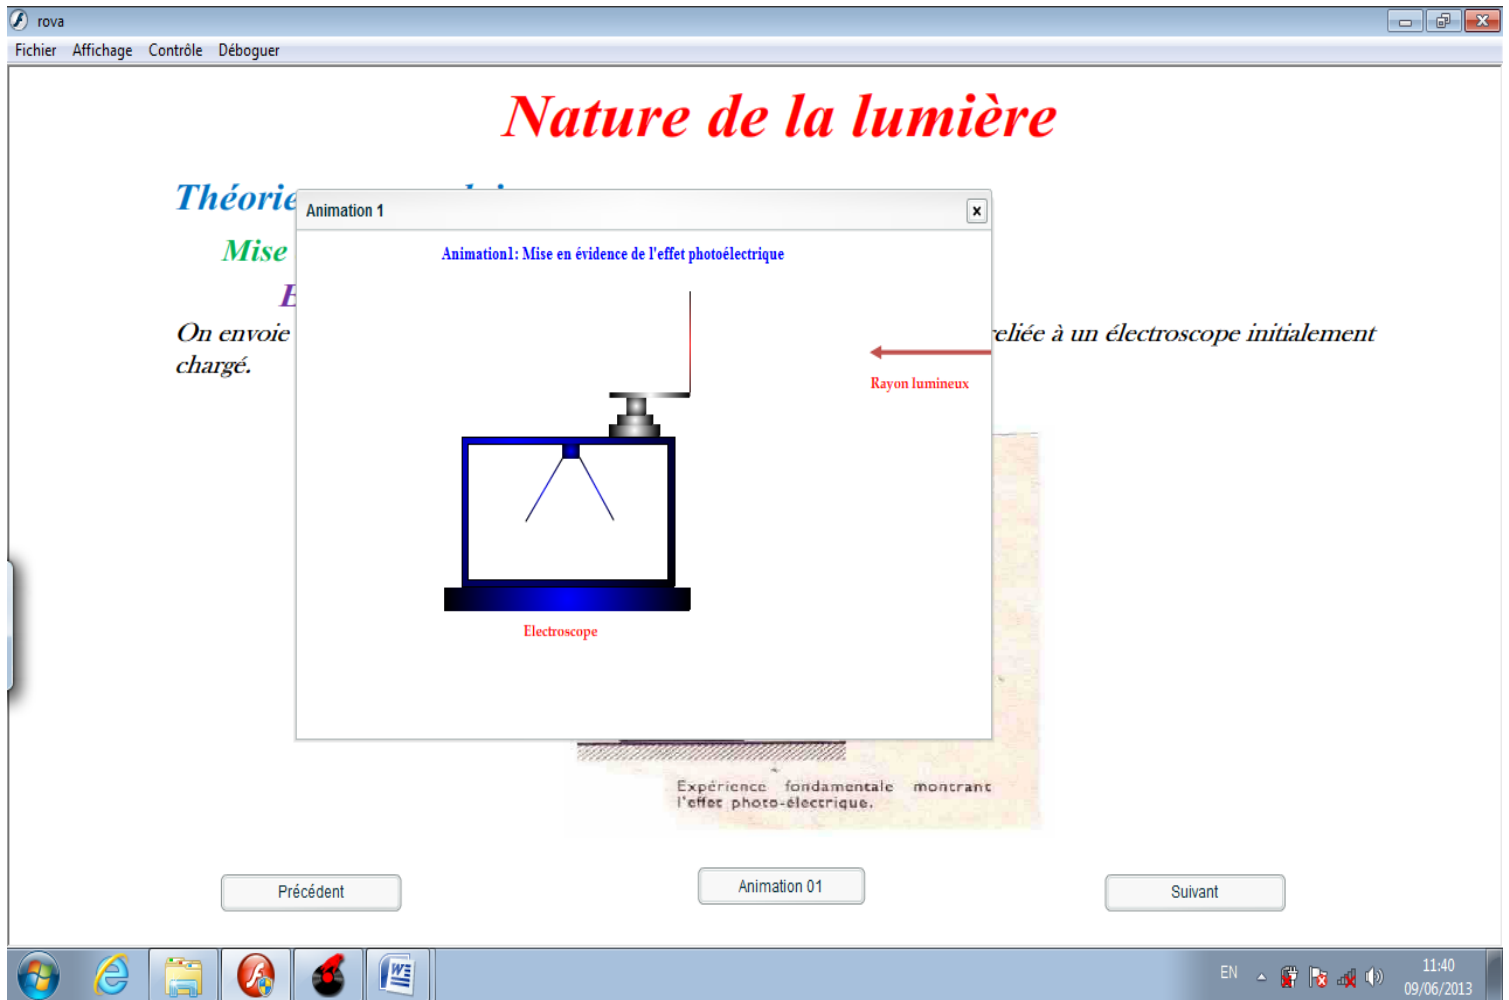 rova
Fichier Affichage Contrôle Déboguer
Nature de la lumière
Théorie
Animation 1
Mise
Animation1: Mise en évidence de l'effet photoélectrique
On envoie
reliée à un électroscope initialement
chargé.
Rayon lumineux
Electroscope
Expérience fondamentale montrant
l'effet photo-électrique.
Précédent
Animation 01
Suivant
EN
11:40
09/06/2013